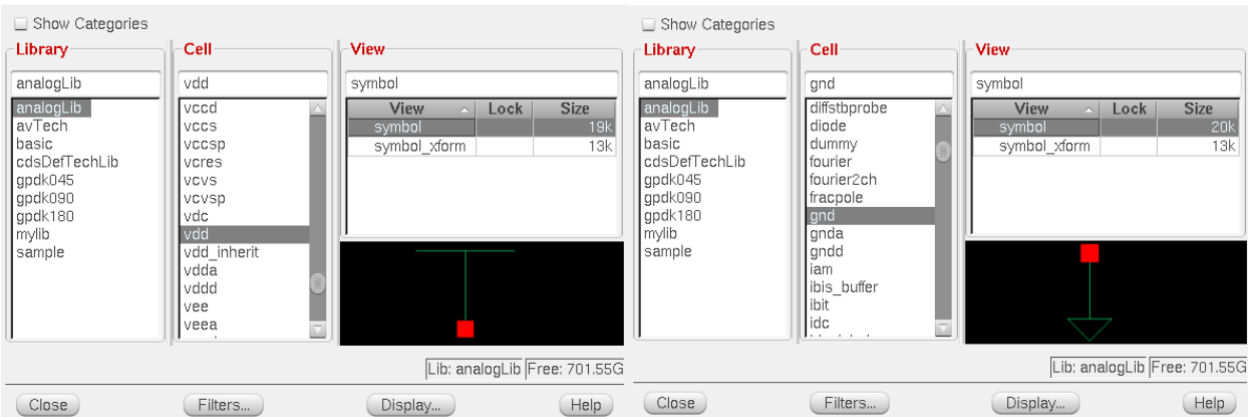 Show Categories
Library
Cell
View
analogLib
vdd
symbol
analogLib
avTech
basic
cdsDefTechLib
gpdk045
gpdk090
gpdk180
mylib
sample
vccd
vccs
vccsp
vcres
vcvs
vcvsp
vdc
vdd
vdd_inherit
vdda
vddd
vee
veea
View Lock Size
symbol 19k
symbol_xform 13k
Lib: analogLib Free: 701.55G
Close Filters... Display... Help
Show Categories
Library
Cell
View
analogLib
gnd
symbol
analogLib
avTech
basic
cdsDefTechLib
gpdk045
gpdk090
gpdk180
mylib
sample
diffstbprobe
diode
dummy
fourier
fourier2ch
fracpole
gnd
gnda
gndd
iam
ibis_buffer
ibit
idc
View Lock Size
symbol 20k
symbol_xform 13k
Lib: analogLib Free: 701.55G
Close Filters... Display... Help